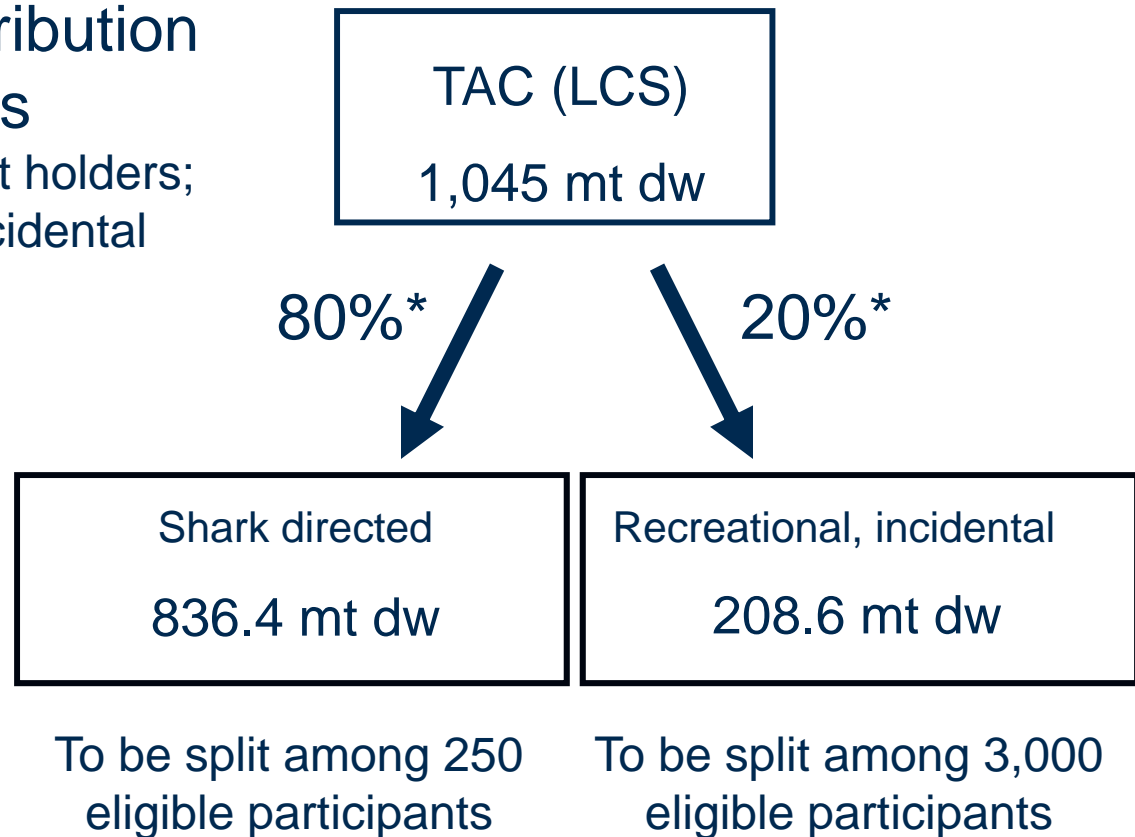 ribution
s
t holders;
cidental
TAC (LCS)
1,045 mt dw
80%*
20%*
Shark directed
836.4 mt dw
Recreational, incidental
208.6 mt dw
To be split among 250
eligible participants
To be split among 3,000
eligible participants